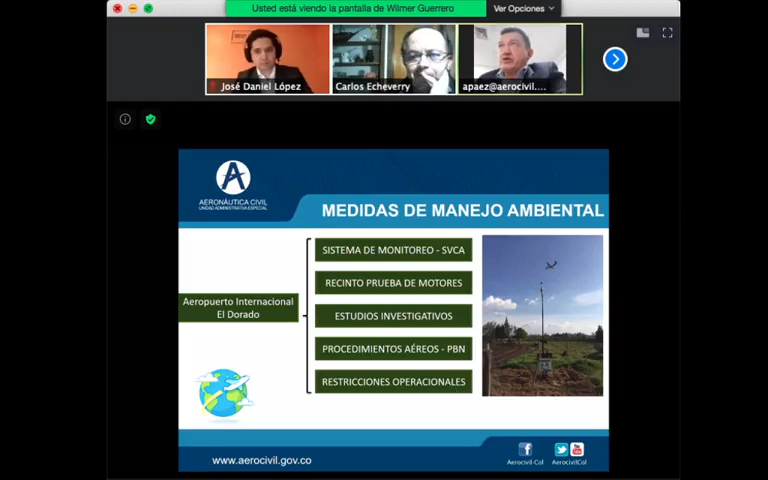 Usted está viendo la pantalla de Wilmer Guerrero
Ver Opciones
José Daniel López
Carlos Echeverry
apaez@aerocivil....
AERONÁUTICA CIVIL
UNIDAD ADMINISTRATIVA ESPECIAL
MEDIDAS DE MANEJO AMBIENTAL
SISTEMA DE MONITOREO - SVCA
RECINTO PRUEBA DE MOTORES
Aeropuerto Internacional
El Dorado
ESTUDIOS INVESTIGATIVOS
PROCEDIMIENTOS AÉREOS - PBN
RESTRICCIONES OPERACIONALES
www.aerocivil.gov.co
Aerocivil Col
AerocivilCol